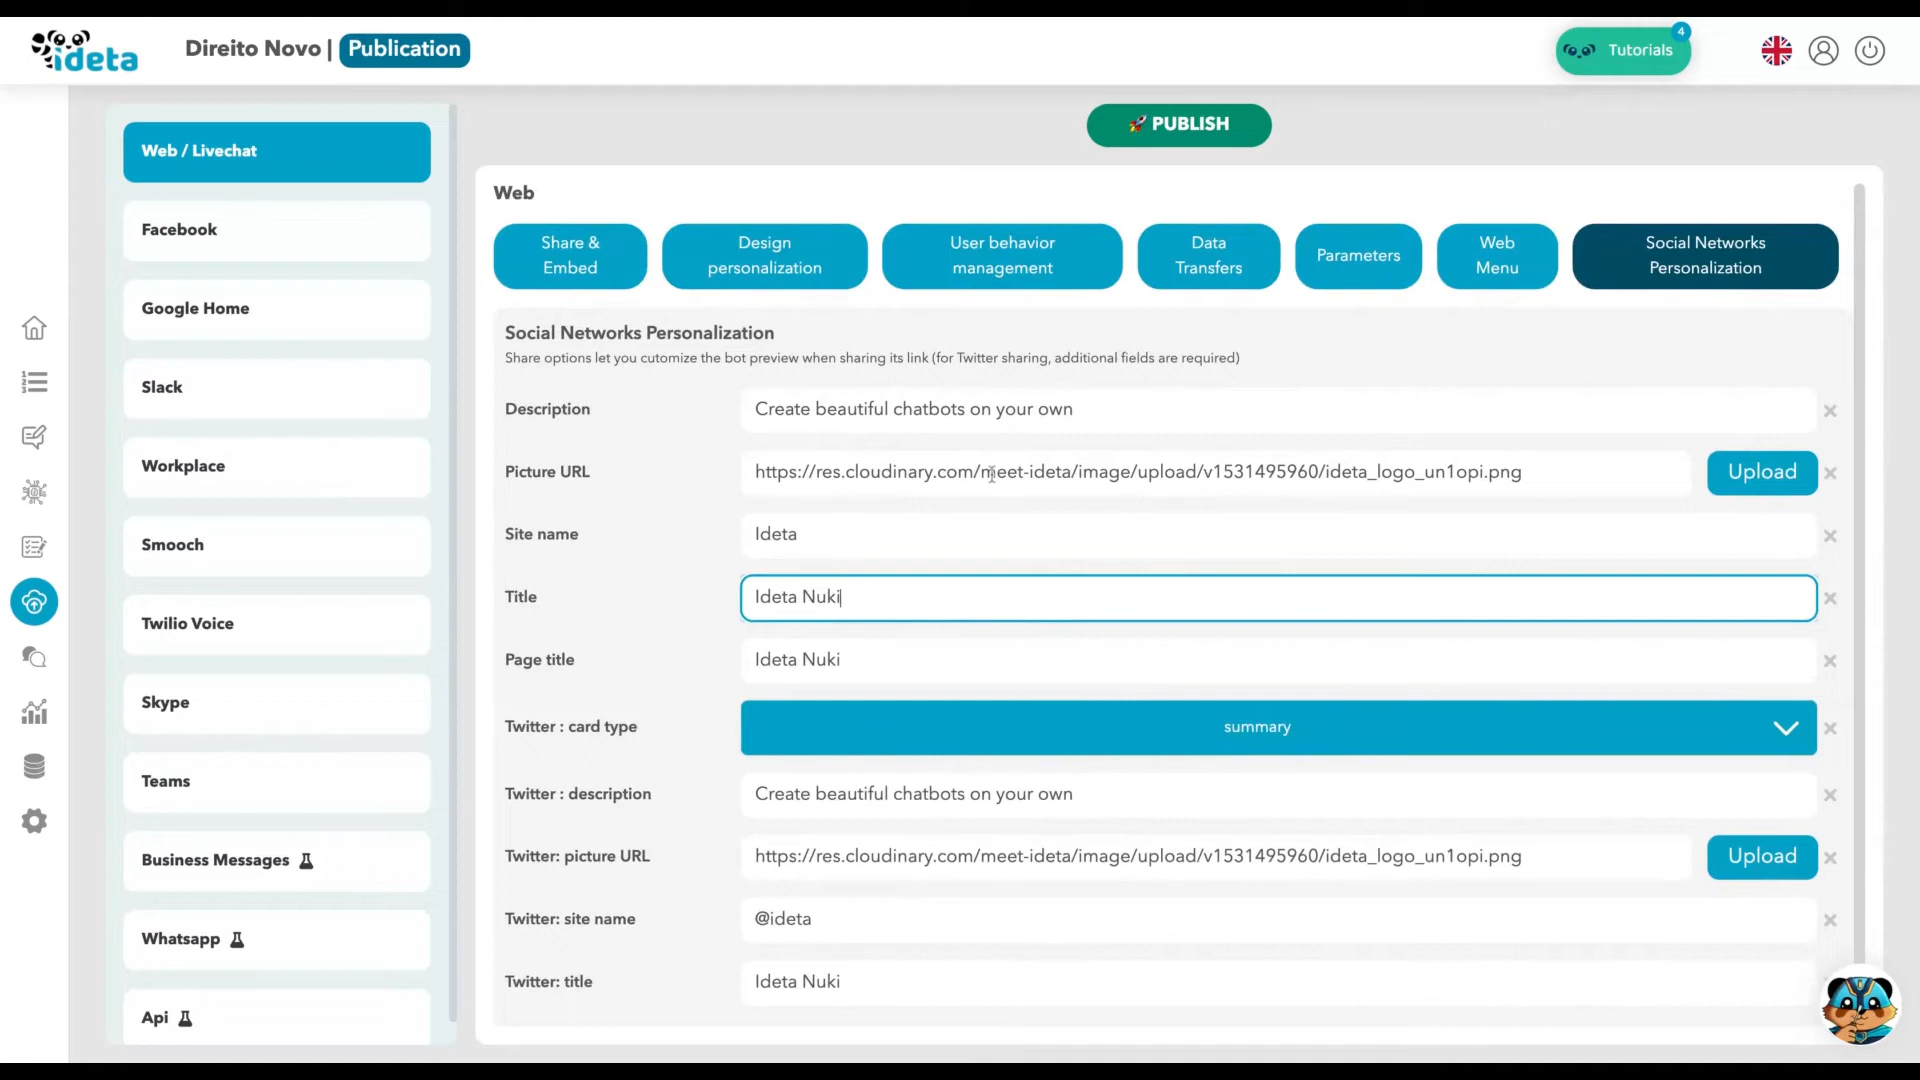 ideta
Direito Novo | Publication
4
Tutorials
PUBLISH
Web / Livechat
Facebook
Google Home
Slack
Workplace
Smooch
Twilio Voice
Skype
Teams
Business Messages
Whatsapp
Api
Web
Share &
Embed
Design
personalization
User behavior
management
Data
Transfers
Parameters
Web
Menu
Social Networks
Personalization
Social Networks Personalization
Share options let you cutomize the bot preview when sharing its link (for Twitter sharing, additional fields are required)
Description
Create beautiful chatbots on your own
Picture URL
https://res.cloudinary.com/meet-ideta/image/upload/v1531495960/ideta_logo_un1opi.png
Upload
Site name
Ideta
Title
Ideta Nuki
Page title
Ideta Nuki
Twitter : card type
summary
Twitter : description
Create beautiful chatbots on your own
Twitter: picture URL
https://res.cloudinary.com/meet-ideta/image/upload/v1531495960/ideta_logo_un1opi.png
Upload
Twitter: site name
@ideta
Twitter: title
Ideta Nuki